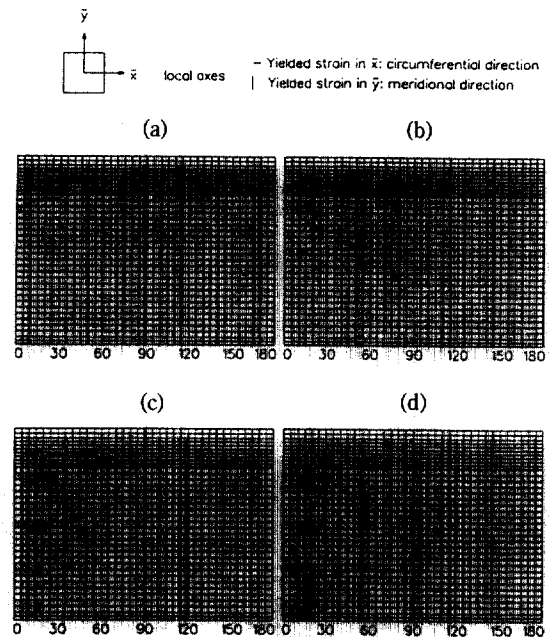 ȳ
x̄ local axes
– Yielded strain in x̄: circumferential direction
| Yielded strain in ȳ: meridional direction
(a) (b)
0 30 60 90 120 150 180 0 30 60 90 120 150 180
(c) (d)
0 30 60 90 120 150 180 0 30 60 90 120 150 180